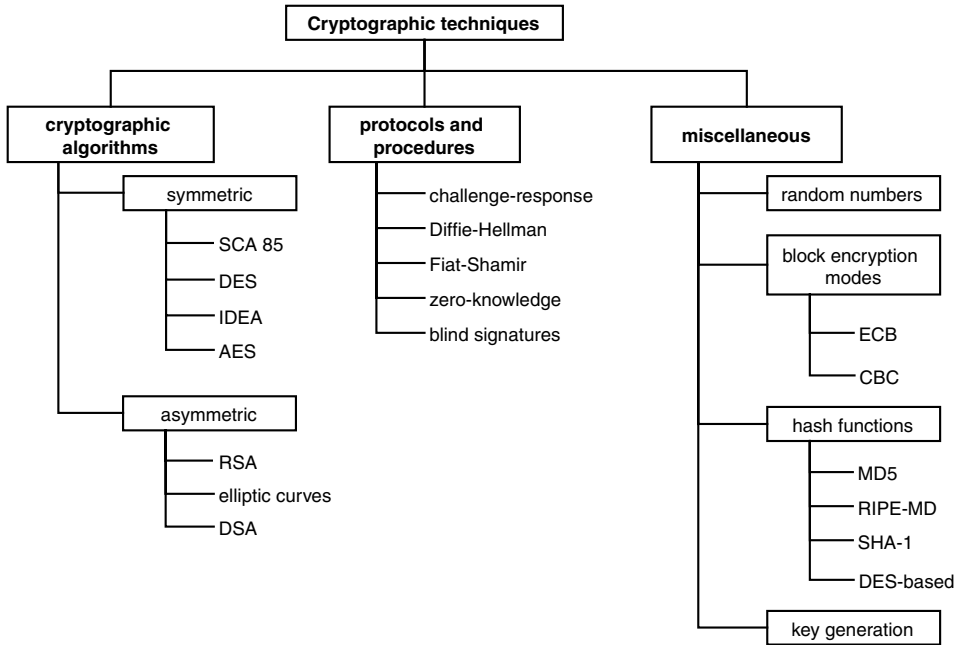 Cryptographic techniques
cryptographic
algorithms
symmetric
SCA 85
DES
IDEA
AES
asymmetric
RSA
elliptic curves
DSA
protocols and
procedures
challenge-response
Diffie-Hellman
Fiat-Shamir
zero-knowledge
blind signatures
miscellaneous
random numbers
block encryption
modes
ECB
CBC
hash functions
MD5
RIPE-MD
SHA-1
DES-based
key generation